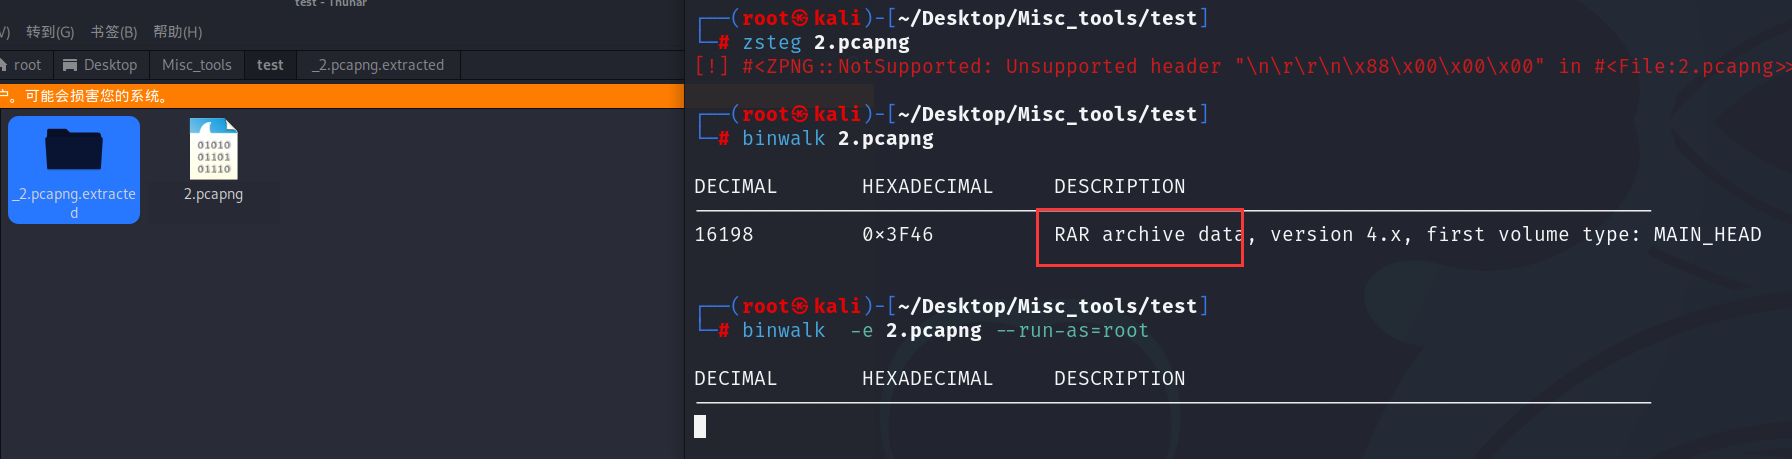 test - Thunar
V) 转到(G) 书签(B) 帮助(H)
root Desktop Misc_tools test _2.pcapng.extracted
户。可能会损害您的系统。
01010
01101
01110
_2.pcapng.extracte
d
2.pcapng
┌──(root㉿kali)-[~/Desktop/Misc_tools/test]
└─# zsteg 2.pcapng
[!] #<ZPNG::NotSupported: Unsupported header "\n\r\r\n\x88\x00\x00\x00" in #<File:2.pcapng>>
┌──(root㉿kali)-[~/Desktop/Misc_tools/test]
└─# binwalk 2.pcapng
DECIMAL HEXADECIMAL DESCRIPTION
16198 0×3F46 RAR archive data, version 4.x, first volume type: MAIN_HEAD
┌──(root㉿kali)-[~/Desktop/Misc_tools/test]
└─# binwalk -e 2.pcapng --run-as=root
DECIMAL HEXADECIMAL DESCRIPTION